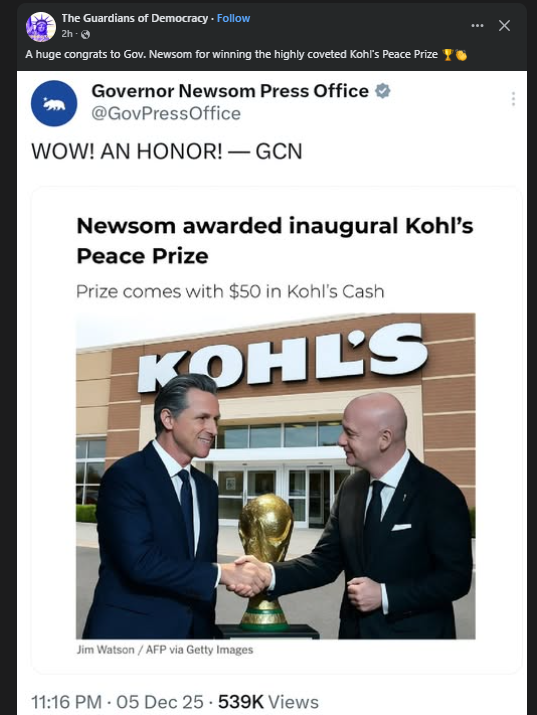 The Guardians of Democracy · Follow
2h ·
A huge congrats to Gov. Newsom for winning the highly coveted Kohl's Peace Prize 🏆👏
Governor Newsom Press Office
@GovPressOffice
WOW! AN HONOR! — GCN
Newsom awarded inaugural Kohl's
Peace Prize
Prize comes with $50 in Kohl's Cash
KOHL'S
Jim Watson / AFP via Getty Images
11:16 PM · 05 Dec 25 · 539K Views